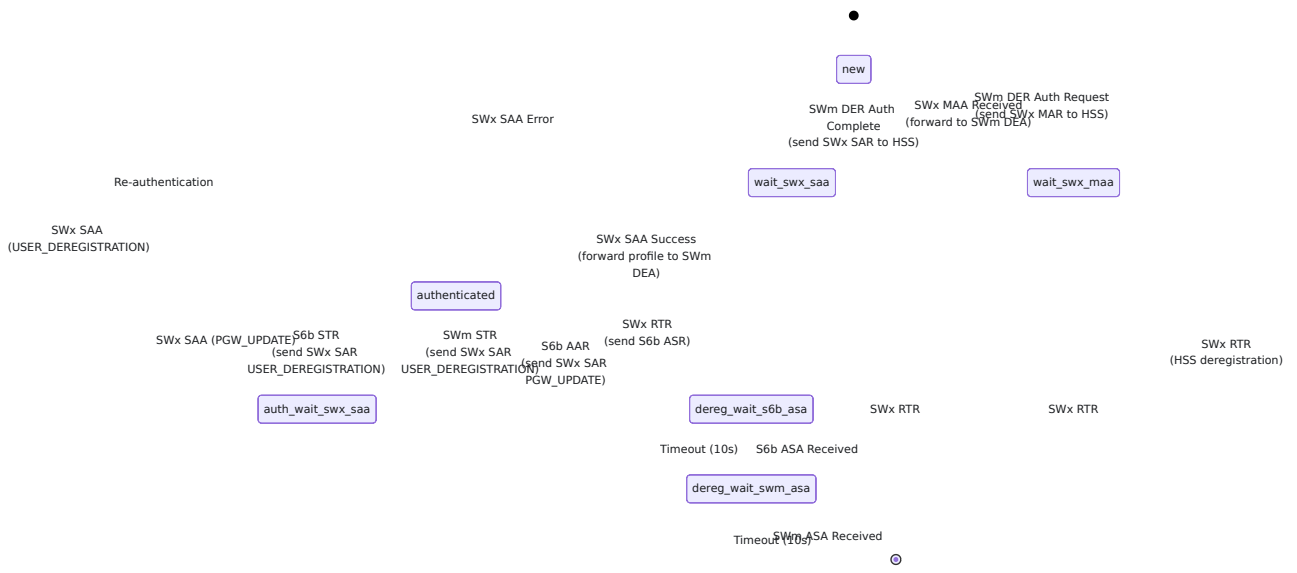 new
SWm DER Auth Request
(send SWx MAR to HSS)
SWx MAA Received
(forward to SWm DEA)
SWm DER Auth
Complete
(send SWx SAR to HSS)
SWx SAA Error
Re-authentication
wait_swx_saa
wait_swx_maa
SWx SAA
(USER_DEREGISTRATION)
SWx SAA Success
(forward profile to SWm
DEA)
authenticated
SWx SAA (PGW_UPDATE)
S6b STR
(send SWx SAR
USER_DEREGISTRATION)
SWm STR
(send SWx SAR
USER_DEREGISTRATION)
S6b AAR
(send SWx SAR
PGW_UPDATE)
SWx RTR
(send S6b ASR)
SWx RTR
(HSS deregistration)
auth_wait_swx_saa
dereg_wait_s6b_asa
SWx RTR
SWx RTR
Timeout (10s)
S6b ASA Received
dereg_wait_swm_asa
Timeout (10s)
SWm ASA Received